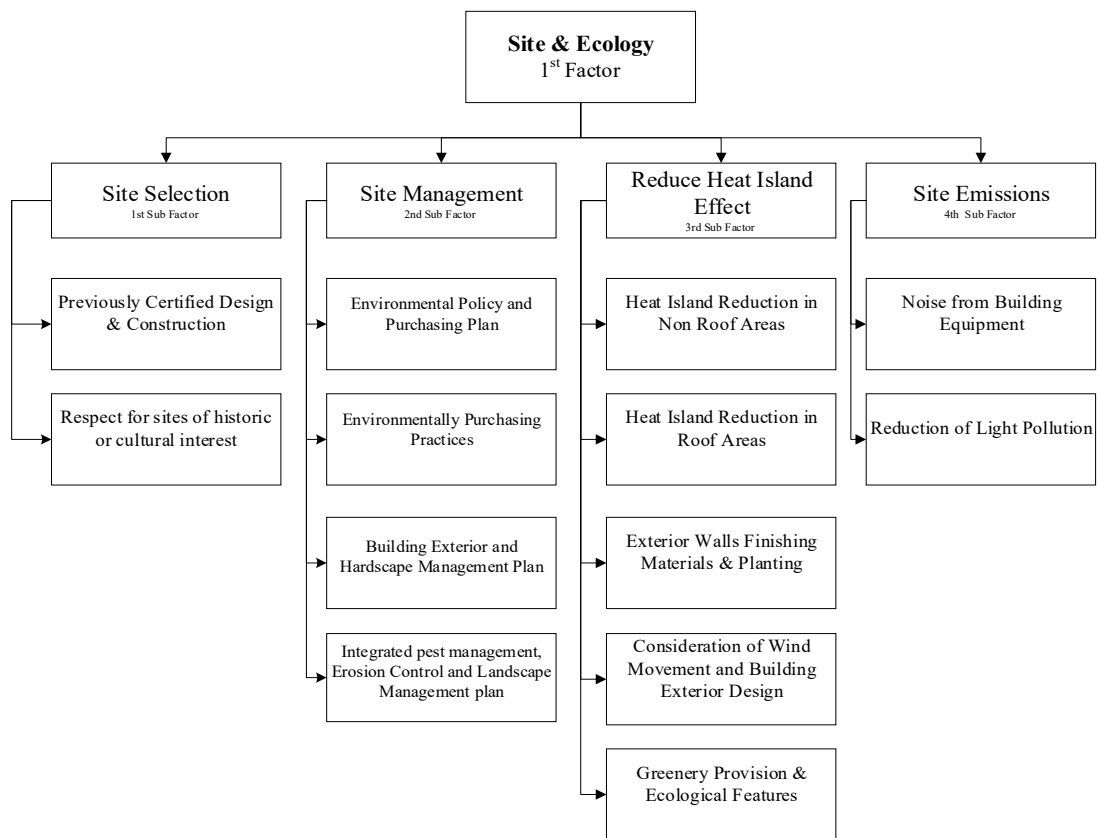 Site & Ecology
1st Factor
Site Selection
1st Sub Factor
Previously Certified Design
& Construction
Respect for sites of historic
or cultural interest
Site Management
2nd Sub Factor
Environmental Policy and
Purchasing Plan
Environmentally Purchasing
Practices
Building Exterior and
Hardscape Management Plan
Integrated pest management,
Erosion Control and Landscape
Management plan
Reduce Heat Island
Effect
3rd Sub Factor
Heat Island Reduction in
Non Roof Areas
Heat Island Reduction in
Roof Areas
Exterior Walls Finishing
Materials & Planting
Consideration of Wind
Movement and Building
Exterior Design
Greenery Provision &
Ecological Features
Site Emissions
4th Sub Factor
Noise from Building
Equipment
Reduction of Light Pollution